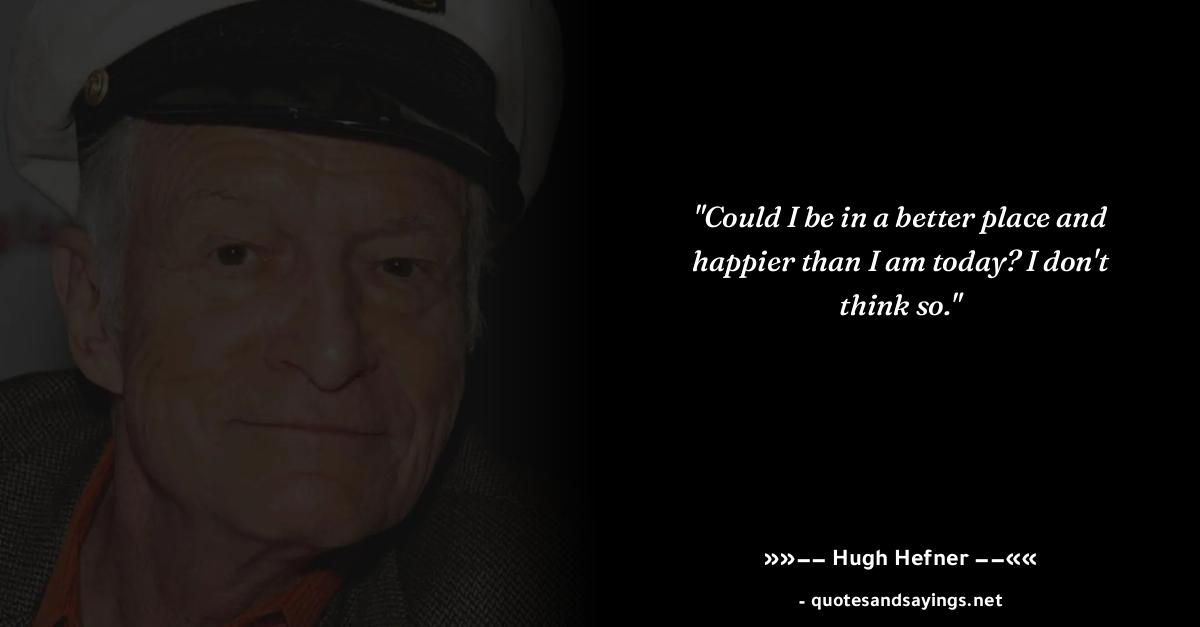 "Could I be in a better place and
happier than I am today? I don't
think so."
»»—— Hugh Hefner ——««
- quotesandsayings.net